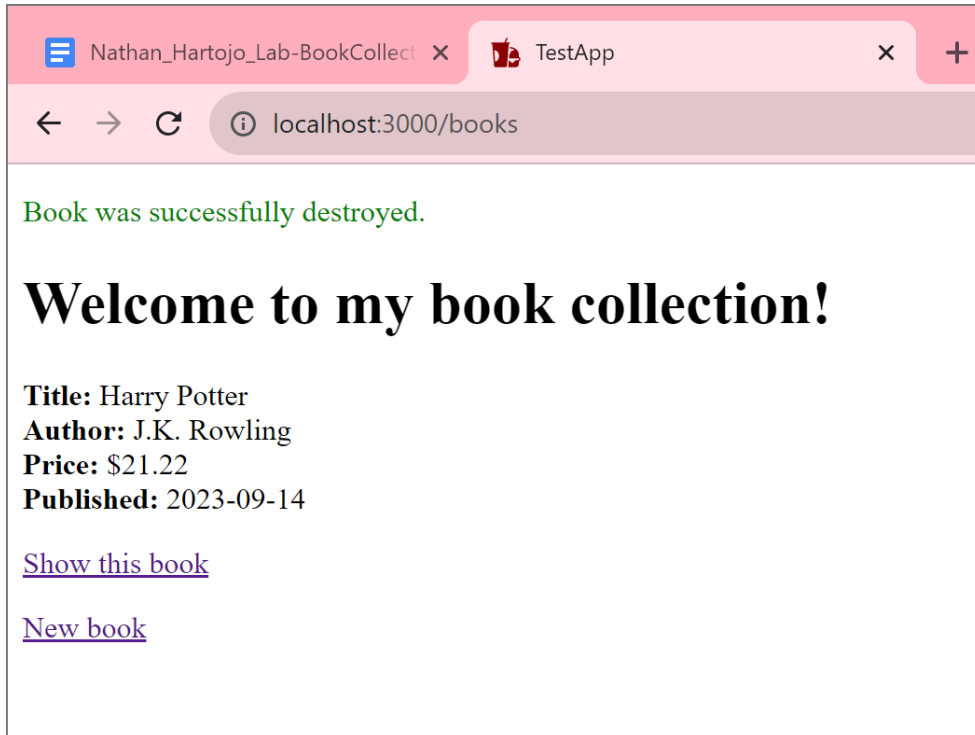 Nathan_Hartojo_Lab-BookCollect
TestApp
localhost:3000/books
Book was successfully destroyed.
Welcome to my book collection!
Title: Harry Potter
Author: J.K. Rowling
Price: $21.22
Published: 2023-09-14
Show this book
New book